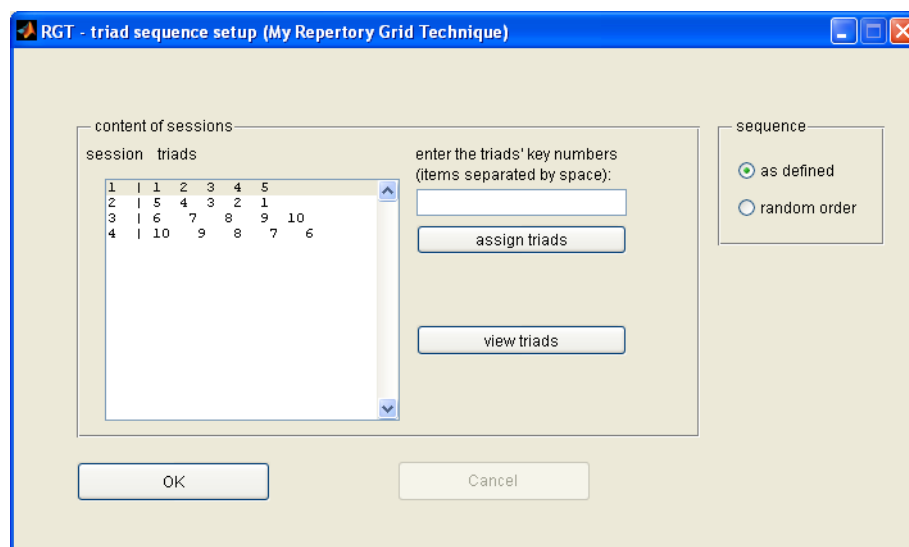 RGT - triad sequence setup (My Repertory Grid Technique)
content of sessions
session triads
1 | 1 2 3 4 5
2 | 5 4 3 2 1
3 | 6 7 8 9 10
4 | 10 9 8 7 6
enter the triads' key numbers
(items separated by space):
assign triads
view triads
sequence
as defined
random order
OK
Cancel